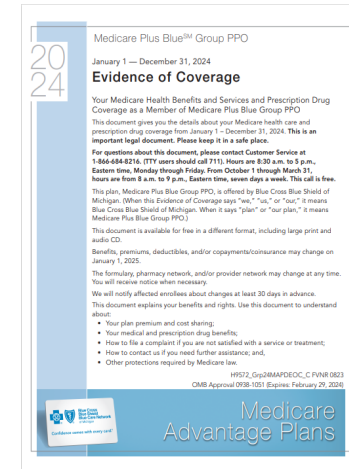 20
24
Medicare Plus Blue℠ Group PPO
January 1 — December 31, 2024
Evidence of Coverage
Your Medicare Health Benefits and Services and Prescription Drug
Coverage as a Member of Medicare Plus Blue Group PPO
This document gives you the details about your Medicare health care and
prescription drug coverage from January 1 – December 31, 2024. This is an
important legal document. Please keep it in a safe place.
For questions about this document, please contact Customer Service at
1-866-684-8216. (TTY users should call 711). Hours are 8:30 a.m. to 5 p.m.,
Eastern time, Monday through Friday. From October 1 through March 31,
hours are from 8 a.m. to 9 p.m., Eastern time, seven days a week. This call is free.
This plan, Medicare Plus Blue Group PPO, is offered by Blue Cross Blue Shield of
Michigan. (When this Evidence of Coverage says "we," "us," or "our," it means
Blue Cross Blue Shield of Michigan. When it says "plan" or "our plan," it means
Medicare Plus Blue Group PPO.)
This document is available for free in a different format, including large print and
audio CD.
Benefits, premiums, deductibles, and/or copayments/coinsurance may change on
January 1, 2025.
The formulary, pharmacy network, and/or provider network may change at any time.
You will receive notice when necessary.
We will notify affected enrollees about changes at least 30 days in advance.
This document explains your benefits and rights. Use this document to understand
about:
• Your plan premium and cost sharing;
• Your medical and prescription drug benefits;
• How to file a complaint if you are not satisfied with a service or treatment;
• How to contact us if you need further assistance; and,
• Other protections required by Medicare law.
H9572_Grp24MAPDEOC_C FVNR 0823
OMB Approval 0938-1051 (Expires: February 29, 2024)
Blue Cross
Blue Shield
Blue Care Network
of Michigan
Confidence comes with every card.®
Medicare
Advantage Plans